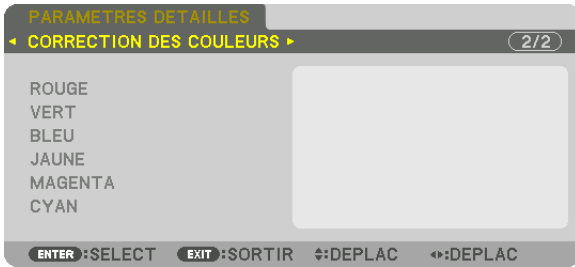 PARAMETRES DETAILLES
CORRECTION DES COULEURS 2/2
ROUGE
VERT
BLEU
JAUNE
MAGENTA
CYAN
ENTER:SELECT EXIT:SORTIR :DEPLAC :DEPLAC